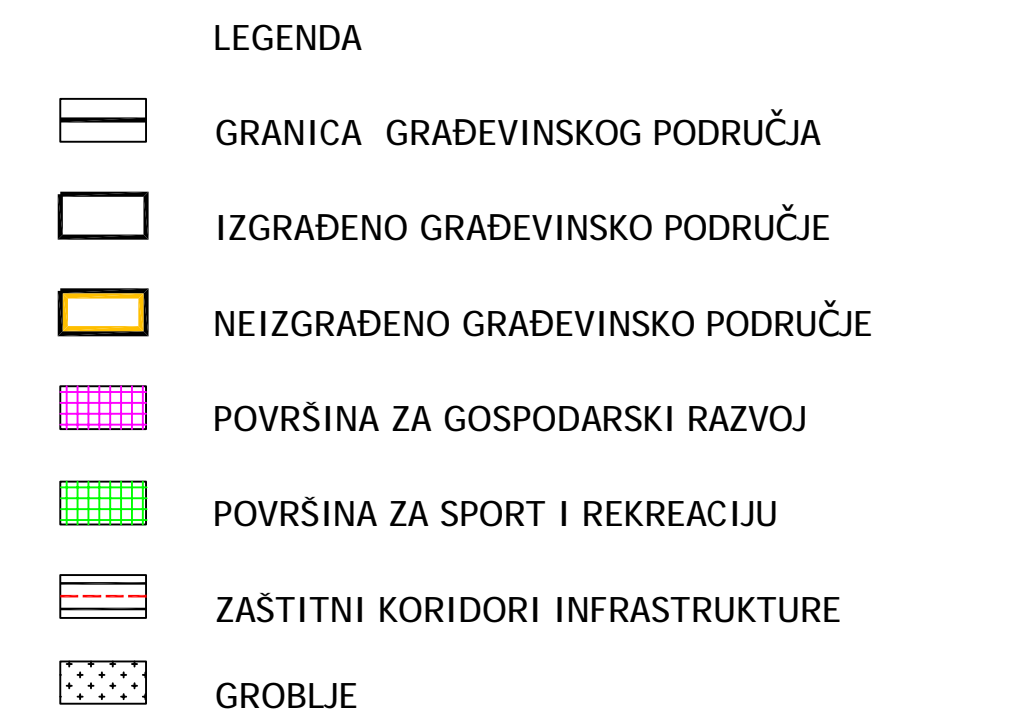 LEGENDA
GRANICA GRAĐEVINSKOG PODRUČJA
IZGRAĐENO GRAĐEVINSKO PODRUČJE
NEIZGRAĐENO GRAĐEVINSKO PODRUČJE
POVRŠINA ZA GOSPODARSKI RAZVOJ
POVRŠINA ZA SPORT I REKREACIJU
ZAŠTITNI KORIDORI INFRASTRUKTURE
GROBLJE